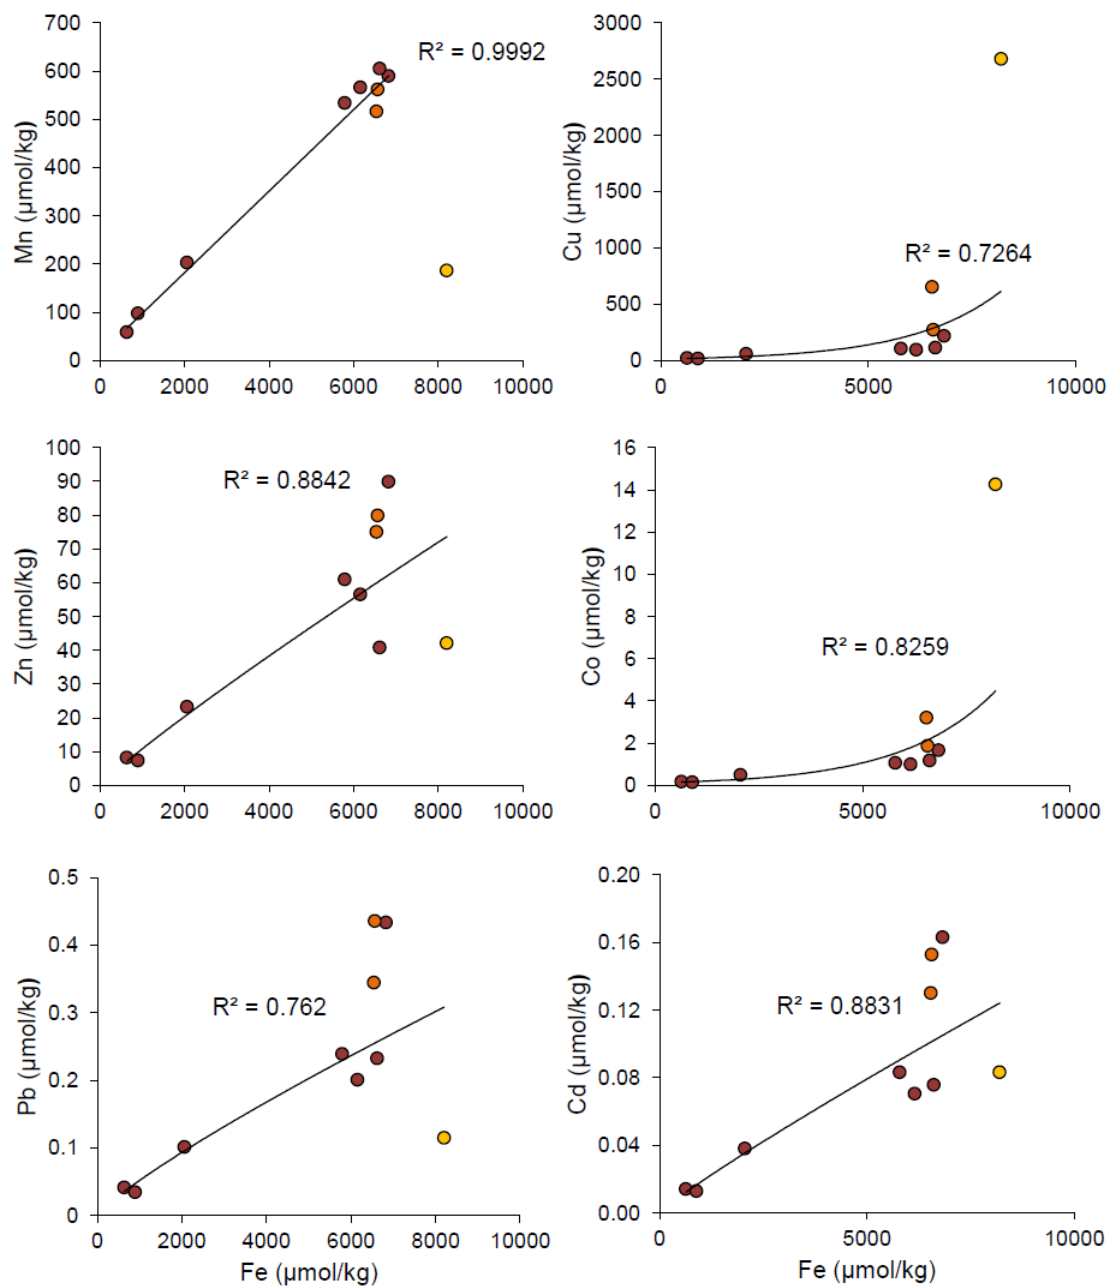 700
600
500
400
300
200
100
0
Mn (µmol/kg)
R² = 0.9992
0 2000 4000 6000 8000 10000
3000
2500
2000
1500
1000
500
0
Cu (µmol/kg)
R² = 0.7264
0 5000 10000
100
90
80
70
60
50
40
30
20
10
0
Zn (µmol/kg)
R² = 0.8842
0 2000 4000 6000 8000 10000
16
14
12
10
8
6
4
2
0
Co (µmol/kg)
R² = 0.8259
0 5000 10000
0.5
0.4
0.3
0.2
0.1
0
Pb (µmol/kg)
R² = 0.762
0 2000 4000 6000 8000 10000
Fe (µmol/kg)
0.20
0.16
0.12
0.08
0.04
0.00
Cd (µmol/kg)
R² = 0.8831
0 5000 10000
Fe (µmol/kg)